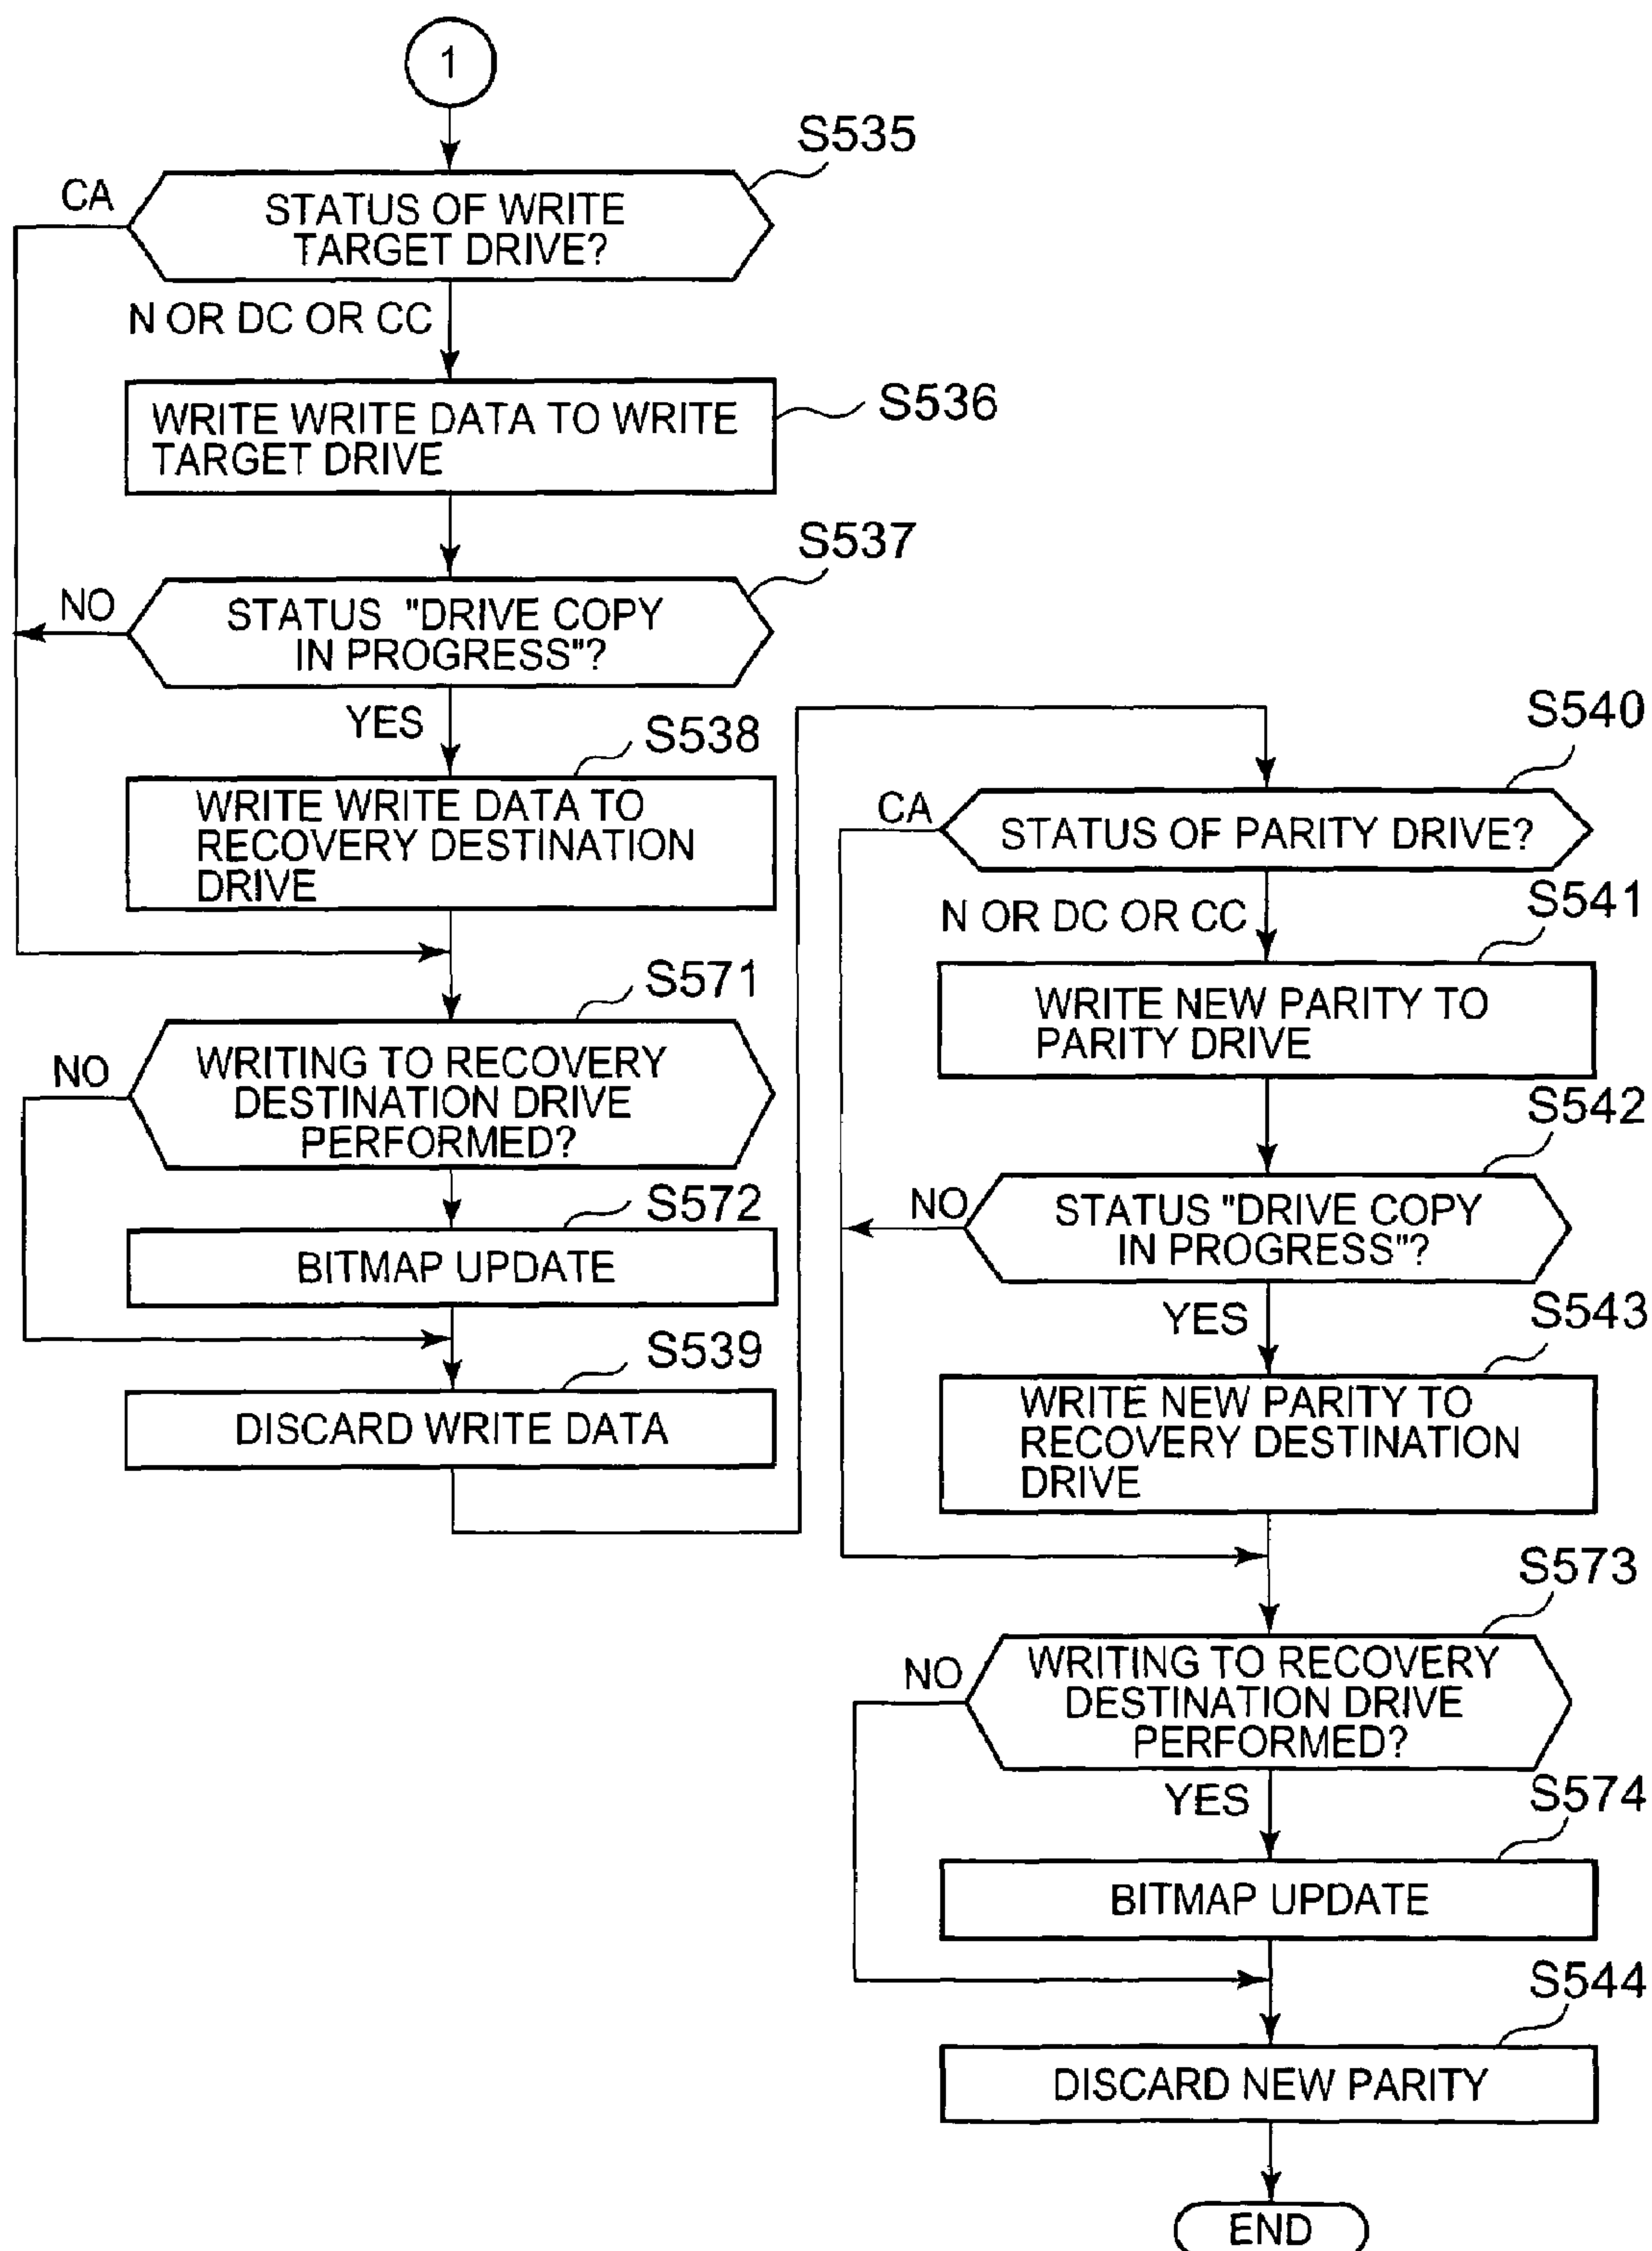 1
S535
CA
STATUS OF WRITE
TARGET DRIVE?
N OR DC OR CC
S536
WRITE WRITE DATA TO WRITE
TARGET DRIVE
S537
NO
STATUS "DRIVE COPY
IN PROGRESS"?
YES
S538
WRITE WRITE DATA TO
RECOVERY DESTINATION
DRIVE
S571
NO
WRITING TO RECOVERY
DESTINATION DRIVE
PERFORMED?
S572
BITMAP UPDATE
S539
DISCARD WRITE DATA
S540
CA
STATUS OF PARITY DRIVE?
N OR DC OR CC
S541
WRITE NEW PARITY TO
PARITY DRIVE
S542
NO
STATUS "DRIVE COPY
IN PROGRESS"?
YES
S543
WRITE NEW PARITY TO
RECOVERY DESTINATION
DRIVE
S573
NO
WRITING TO RECOVERY
DESTINATION DRIVE
PERFORMED?
YES
S574
BITMAP UPDATE
S544
DISCARD NEW PARITY
END